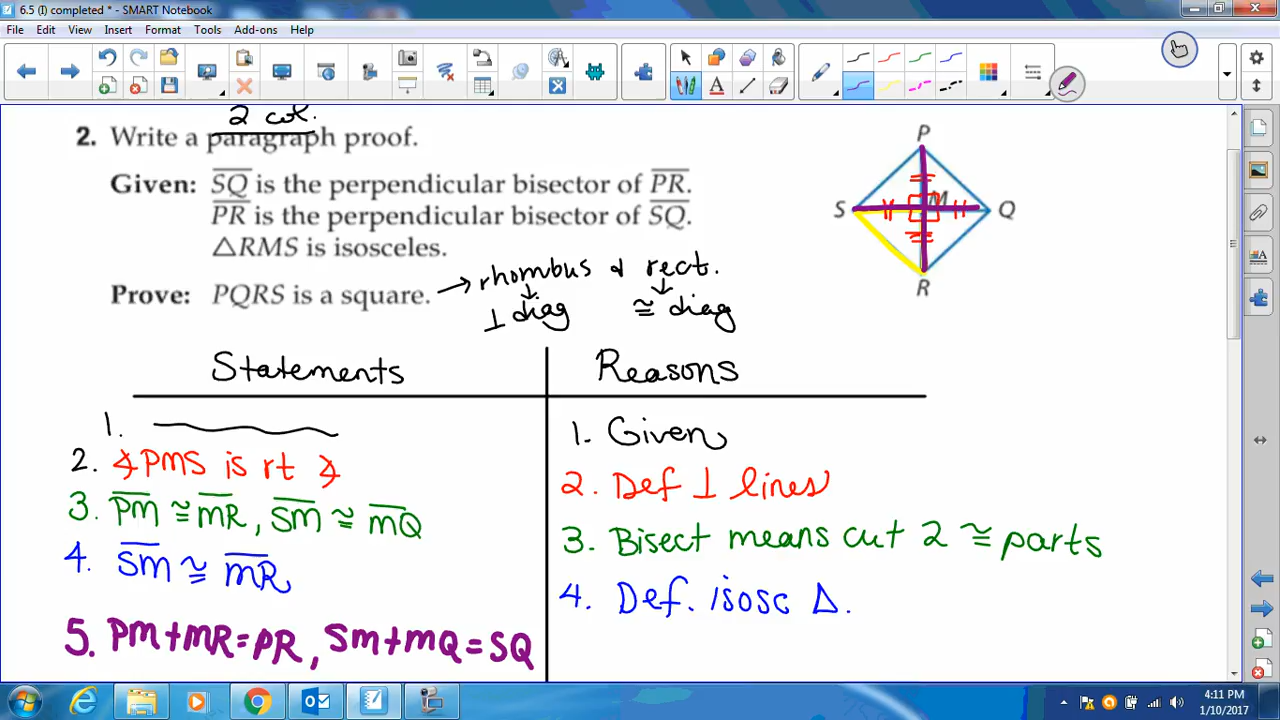 6.5 (I) completed * - SMART Notebook
File Edit View Insert Format Tools Add-ons Help
2 col.
2. Write a paragraph proof.
Given: SQ is the perpendicular bisector of PR.
PR is the perpendicular bisector of SQ.
△RMS is isosceles.
Prove: PQRS is a square. → rhombus & rect.
⊥ diag ≅ diag
P
S M Q
R
Statements Reasons
1. 1. Given
2. ∡PMS is rt ∡ 2. Def ⊥ lines
3. PM ≅ MR, SM ≅ MQ 3. Bisect means cut 2 ≅ parts
4. SM ≅ MR 4. Def. isosc △.
5. PM+MR=PR, SM+MQ=SQ
4:11 PM
1/10/2017